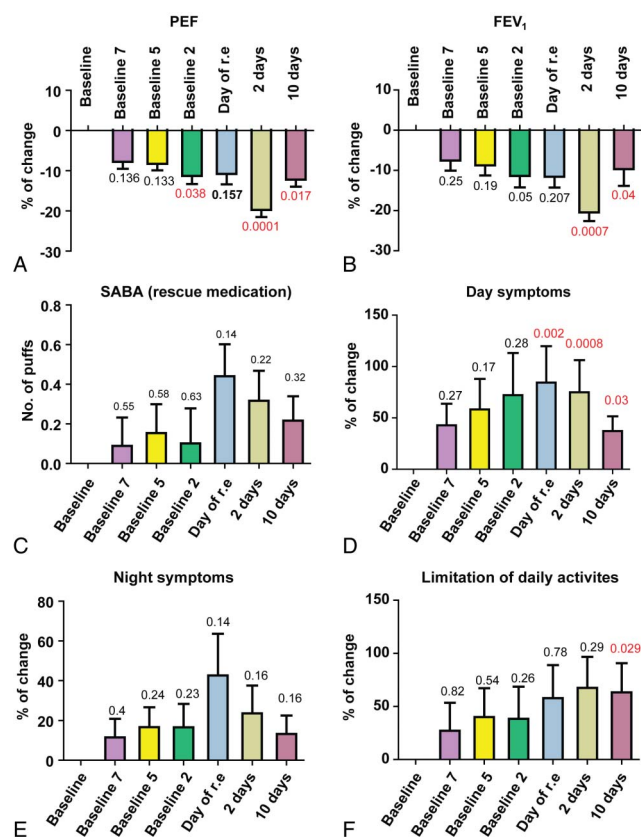 PEF
Baseline
Baseline 7
Baseline 5
Baseline 2
Day of r.e
2 days
10 days
% of change
10
0
-10
-20
-30
0.136
0.133
0.038
0.157
0.0001
0.017
A
FEV1
Baseline
Baseline 7
Baseline 5
Baseline 2
Day of r.e
2 days
10 days
% of change
10
0
-10
-20
-30
0.25
0.19
0.05
0.207
0.0007
0.04
B
SABA (rescue medication)
No. of puffs
0.8
0.6
0.4
0.2
0.0
0.55
0.58
0.63
0.14
0.22
0.32
Baseline
Baseline 7
Baseline 5
Baseline 2
Day of r.e
2 days
10 days
C
Day symptoms
% of change
150
100
50
0
0.27
0.17
0.28
0.002
0.0008
0.03
Baseline
Baseline 7
Baseline 5
Baseline 2
Day of r.e
2 days
10 days
D
Night symptoms
% of change
80
60
40
20
0
0.4
0.24
0.23
0.14
0.16
0.16
Baseline
Baseline 7
Baseline 5
Baseline 2
Day of r.e
2 days
10 days
E
Limitation of daily activites
% of change
150
100
50
0
0.82
0.54
0.26
0.78
0.29
0.029
Baseline
Baseline 7
Baseline 5
Baseline 2
Day of r.e
2 days
10 days
F